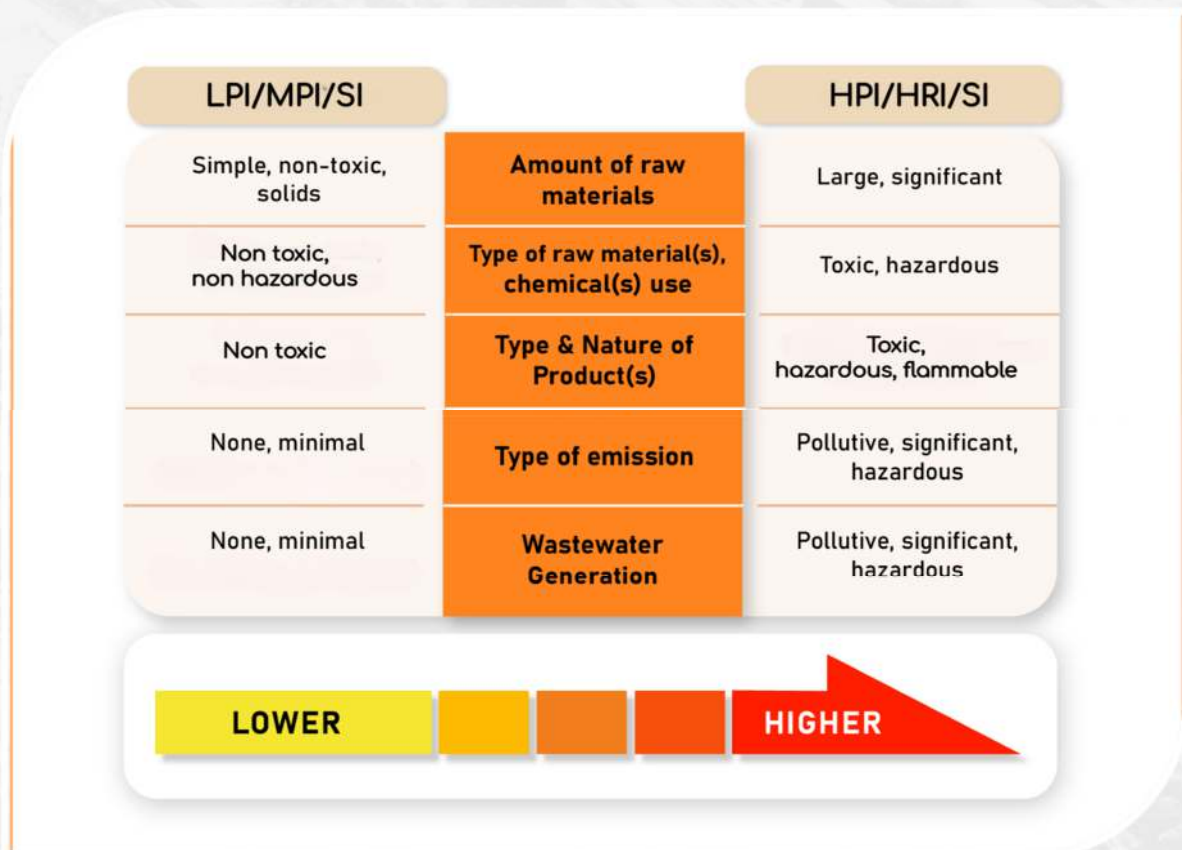 LPI/MPI/SI
HPI/HRI/SI
Simple, non-toxic,
solids
Amount of raw
materials
Large, significant
Non toxic,
non hazardous
Type of raw material(s),
chemical(s) use
Toxic, hazardous
Non toxic
Type & Nature of
Product(s)
Toxic,
hazardous, flammable
None, minimal
Type of emission
Pollutive, significant,
hazardous
None, minimal
Wastewater
Generation
Pollutive, significant,
hazardous
LOWER
HIGHER